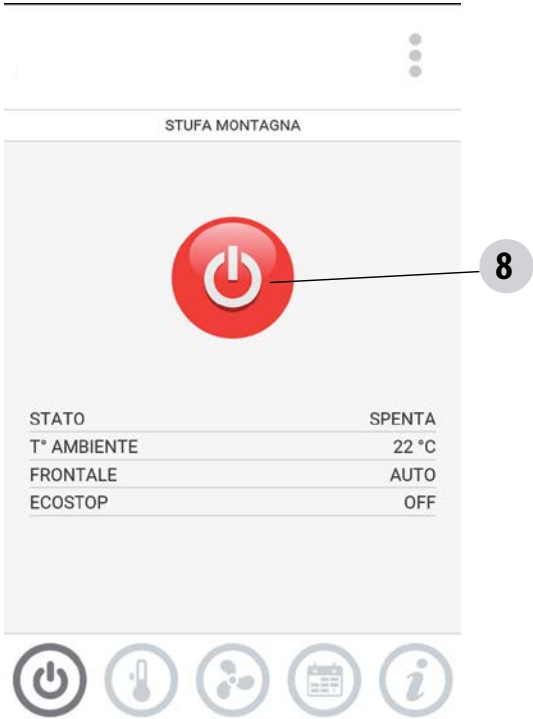 STUFA MONTAGNA
8
STATO SPENTA
T° AMBIENTE 22 °C
FRONTALE AUTO
ECOSTOP OFF
i